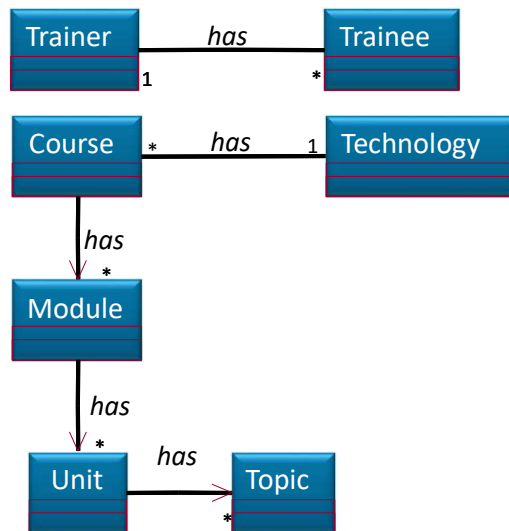 Trainer
has
Trainee
1
*
Course
*
has
1
Technology
has
*
Module
has
*
Unit
has
Topic
*